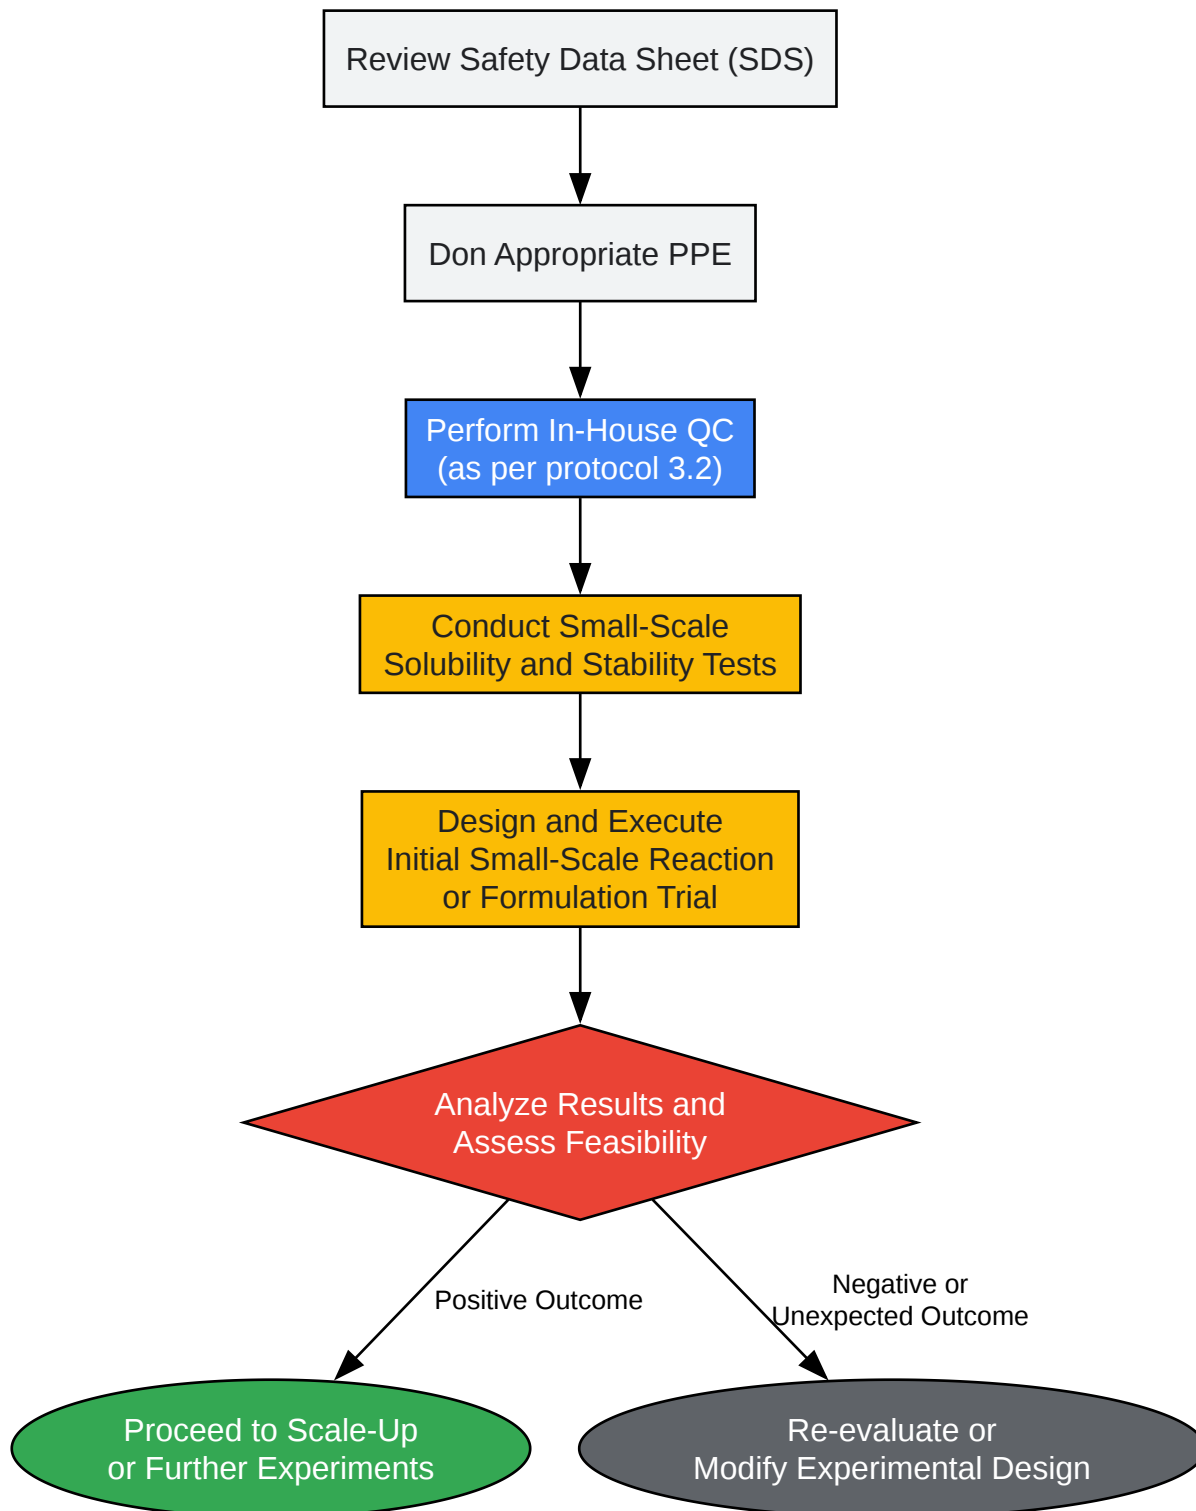 Review Safety Data Sheet (SDS)
Don Appropriate PPE
Perform In-House QC
(as per protocol 3.2)
Conduct Small-Scale
Solubility and Stability Tests
Design and Execute
Initial Small-Scale Reaction
or Formulation Trial
Analyze Results and
Assess Feasibility
Positive Outcome
Negative or
Unexpected Outcome
Proceed to Scale-Up
or Further Experiments
Re-evaluate or
Modify Experimental Design